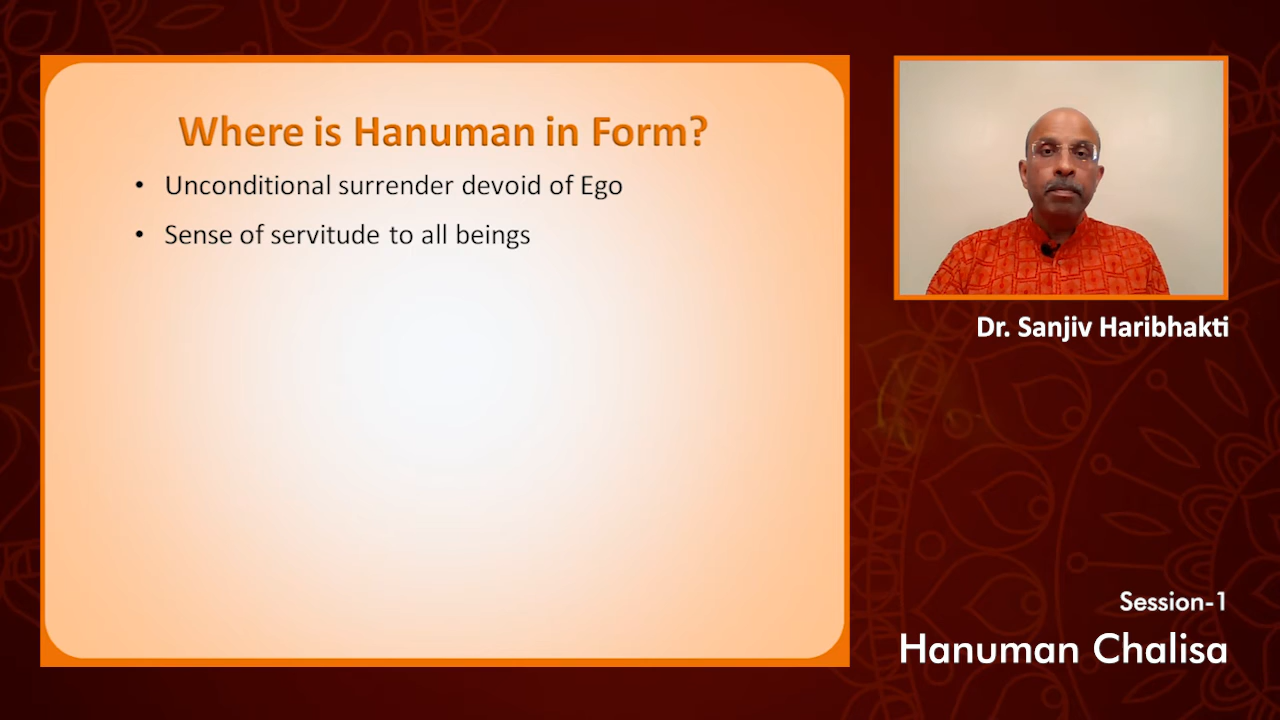 Where is Hanuman in Form?
• Unconditional surrender devoid of Ego
• Sense of servitude to all beings
Dr. Sanjiv Haribhakti
Session-1
Hanuman Chalisa